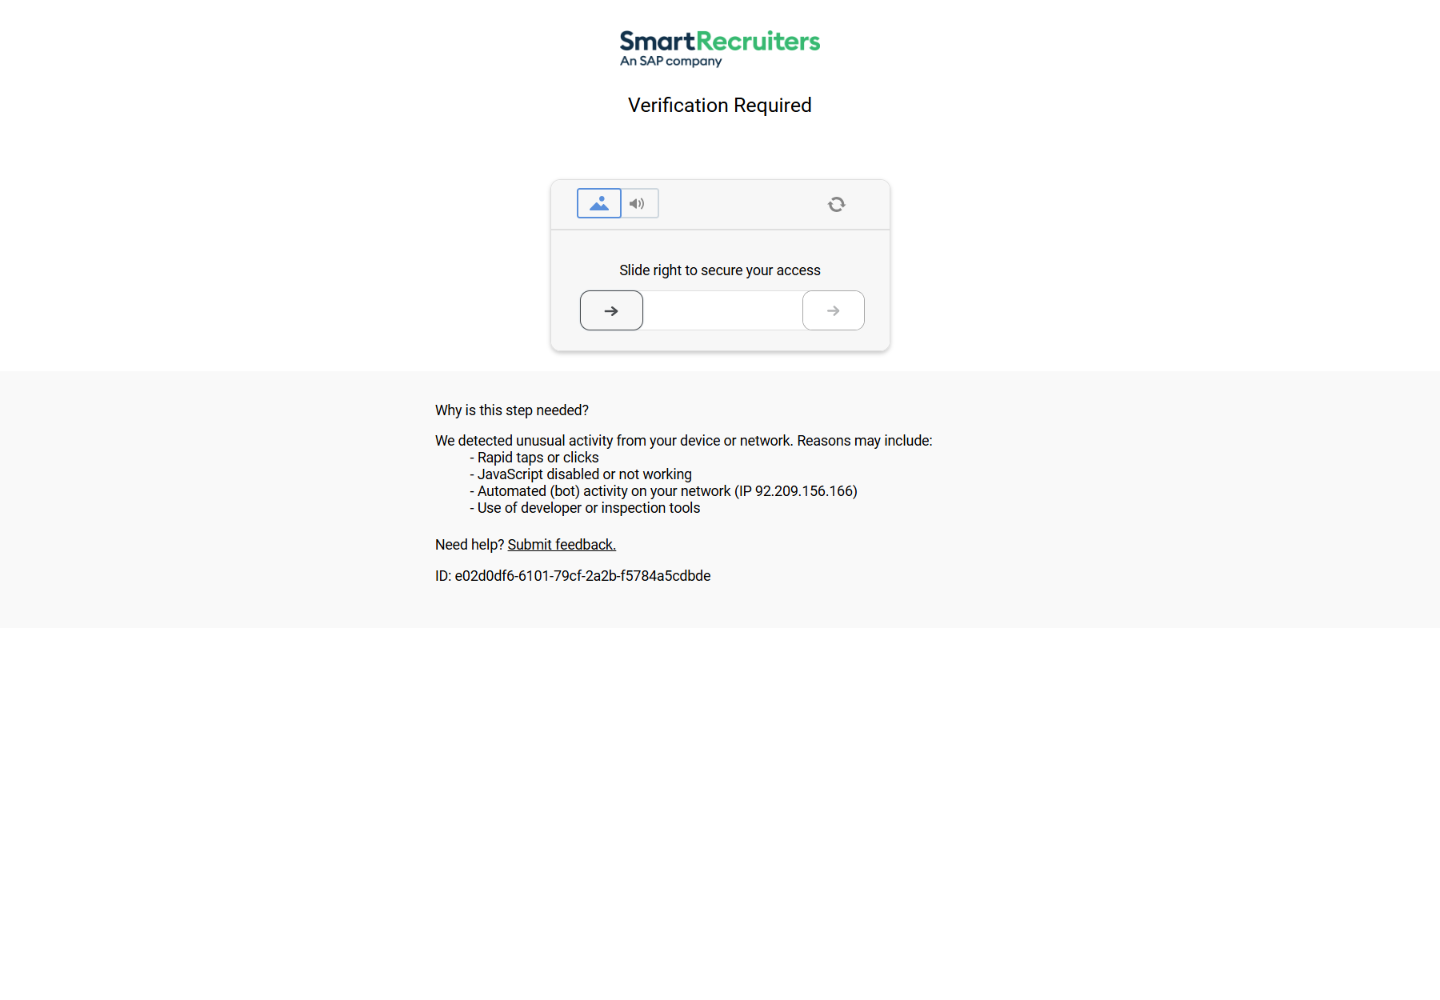 SmartRecruiters
An SAP company
Verification Required
Slide right to secure your access
Why is this step needed?
We detected unusual activity from your device or network. Reasons may include:
- Rapid taps or clicks
- JavaScript disabled or not working
- Automated (bot) activity on your network (IP 92.209.156.166)
- Use of developer or inspection tools
Need help? Submit feedback.
ID: e02d0df6-6101-79cf-2a2b-f5784a5cdbde